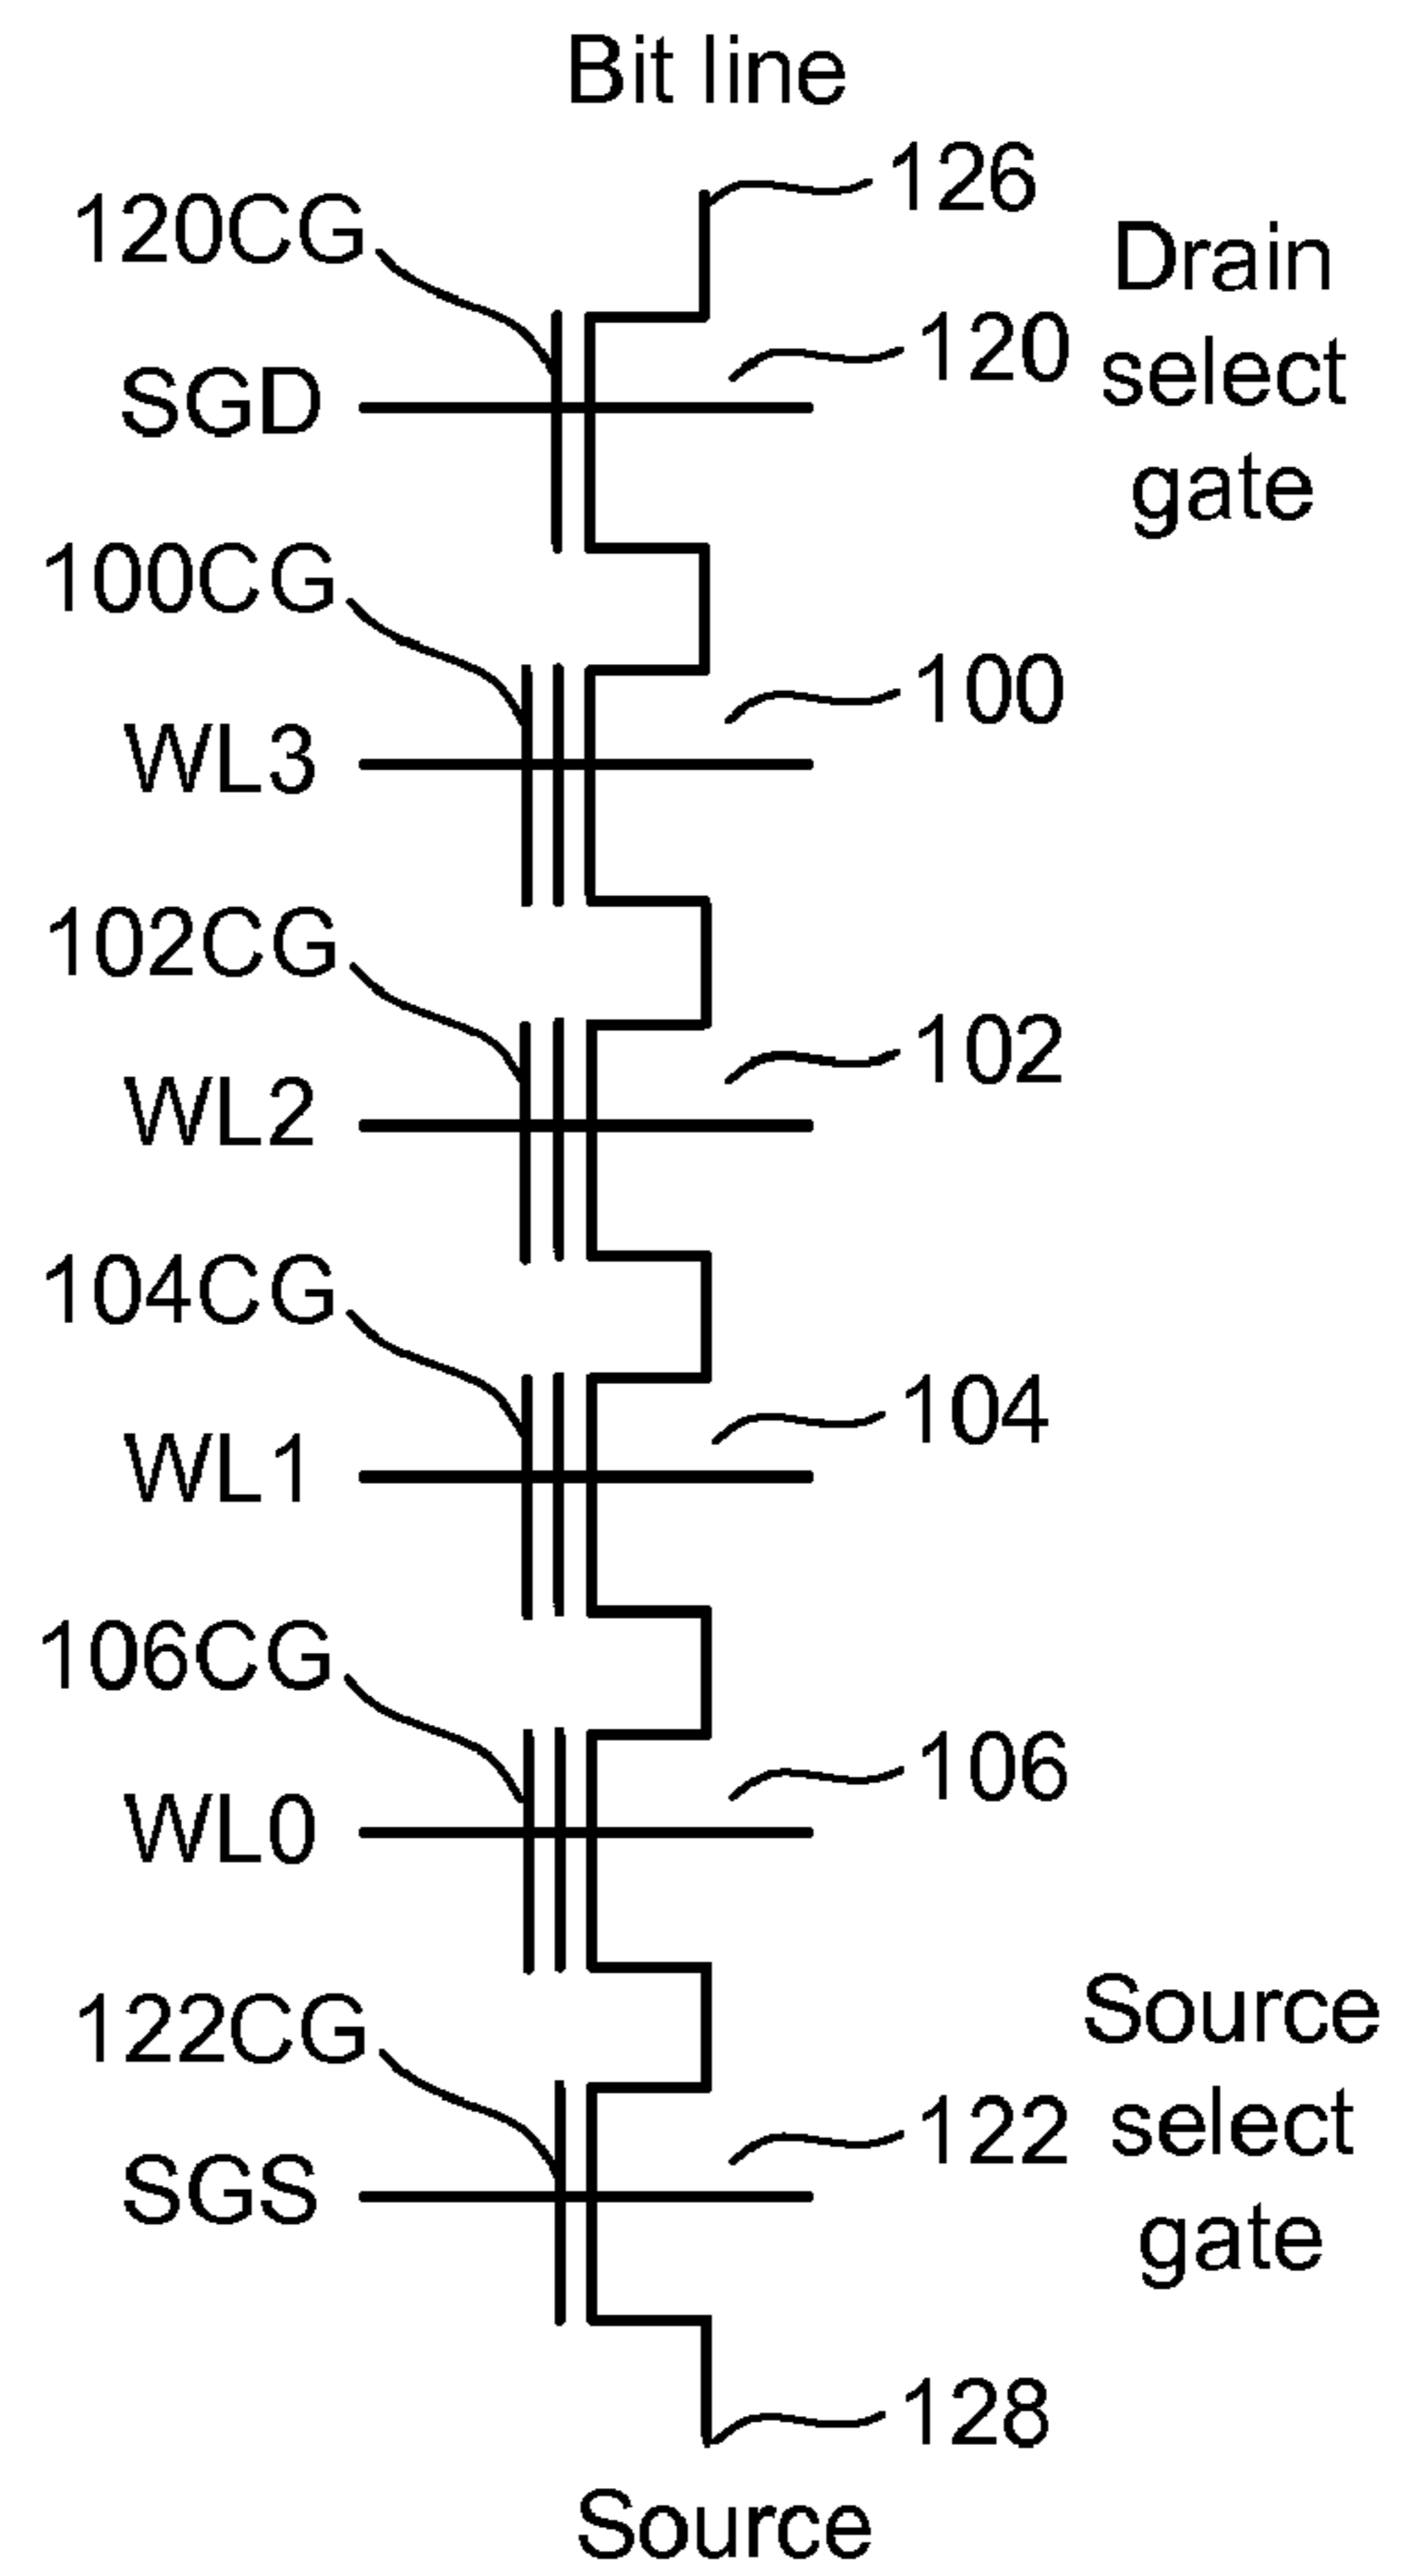 Bit line
126
120CG
Drain
select
gate
120
SGD
100CG
100
WL3
102CG
102
WL2
104CG
104
WL1
106CG
106
WL0
122CG
Source
select
gate
122
SGS
128
Source